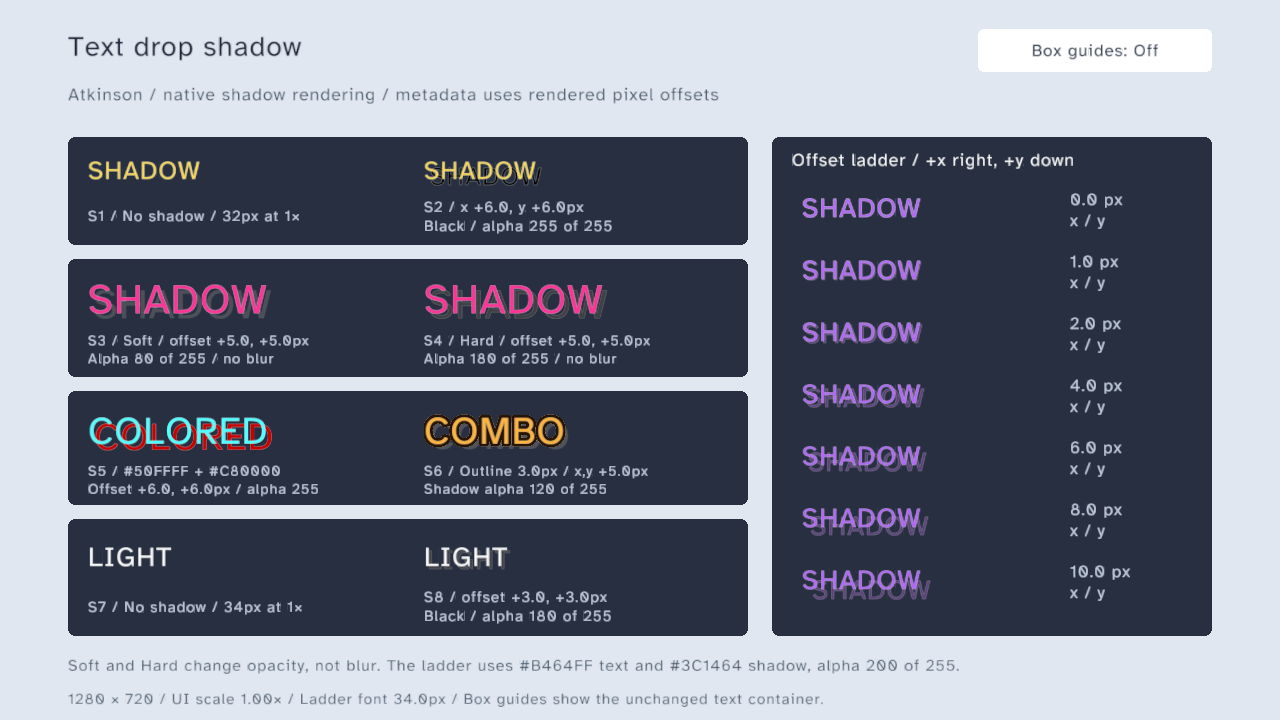 Text drop shadow
Box guides: Off
Atkinson / native shadow rendering / metadata uses rendered pixel offsets
SHADOW
S1 / No shadow / 32px at 1×
SHADOW
S2 / x +6.0, y +6.0px
Black / alpha 255 of 255
SHADOW
S3 / Soft / offset +5.0, +5.0px
Alpha 80 of 255 / no blur
SHADOW
S4 / Hard / offset +5.0, +5.0px
Alpha 180 of 255 / no blur
COLORED
S5 / #50FFFF + #C80000
Offset +6.0, +6.0px / alpha 255
COMBO
S6 / Outline 3.0px / x,y +5.0px
Shadow alpha 120 of 255
LIGHT
S7 / No shadow / 34px at 1×
LIGHT
S8 / offset +3.0, +3.0px
Black / alpha 180 of 255
Offset ladder / +x right, +y down
SHADOW
0.0 px
x / y
SHADOW
1.0 px
x / y
SHADOW
2.0 px
x / y
SHADOW
4.0 px
x / y
SHADOW
6.0 px
x / y
SHADOW
8.0 px
x / y
SHADOW
10.0 px
x / y
Soft and Hard change opacity, not blur. The ladder uses #B464FF text and #3C1464 shadow, alpha 200 of 255.
1280 × 720 / UI scale 1.00× / Ladder font 34.0px / Box guides show the unchanged text container.